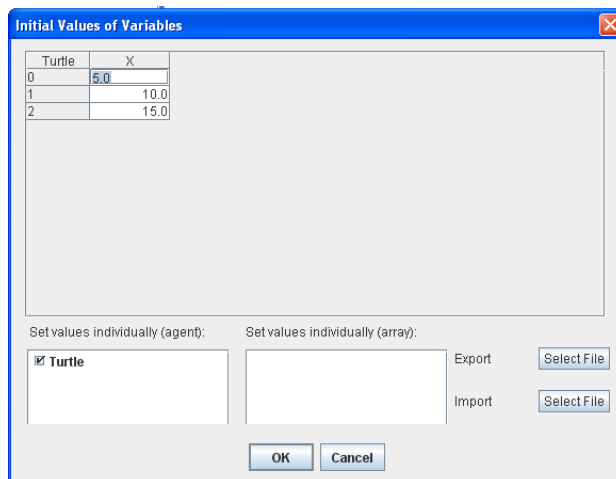 Initial Values of Variables
Turtle X
0 5.0
1 10.0
2 15.0
Set values individually (agent): Set values individually (array):
Turtle
Export Select File
Import Select File
OK Cancel